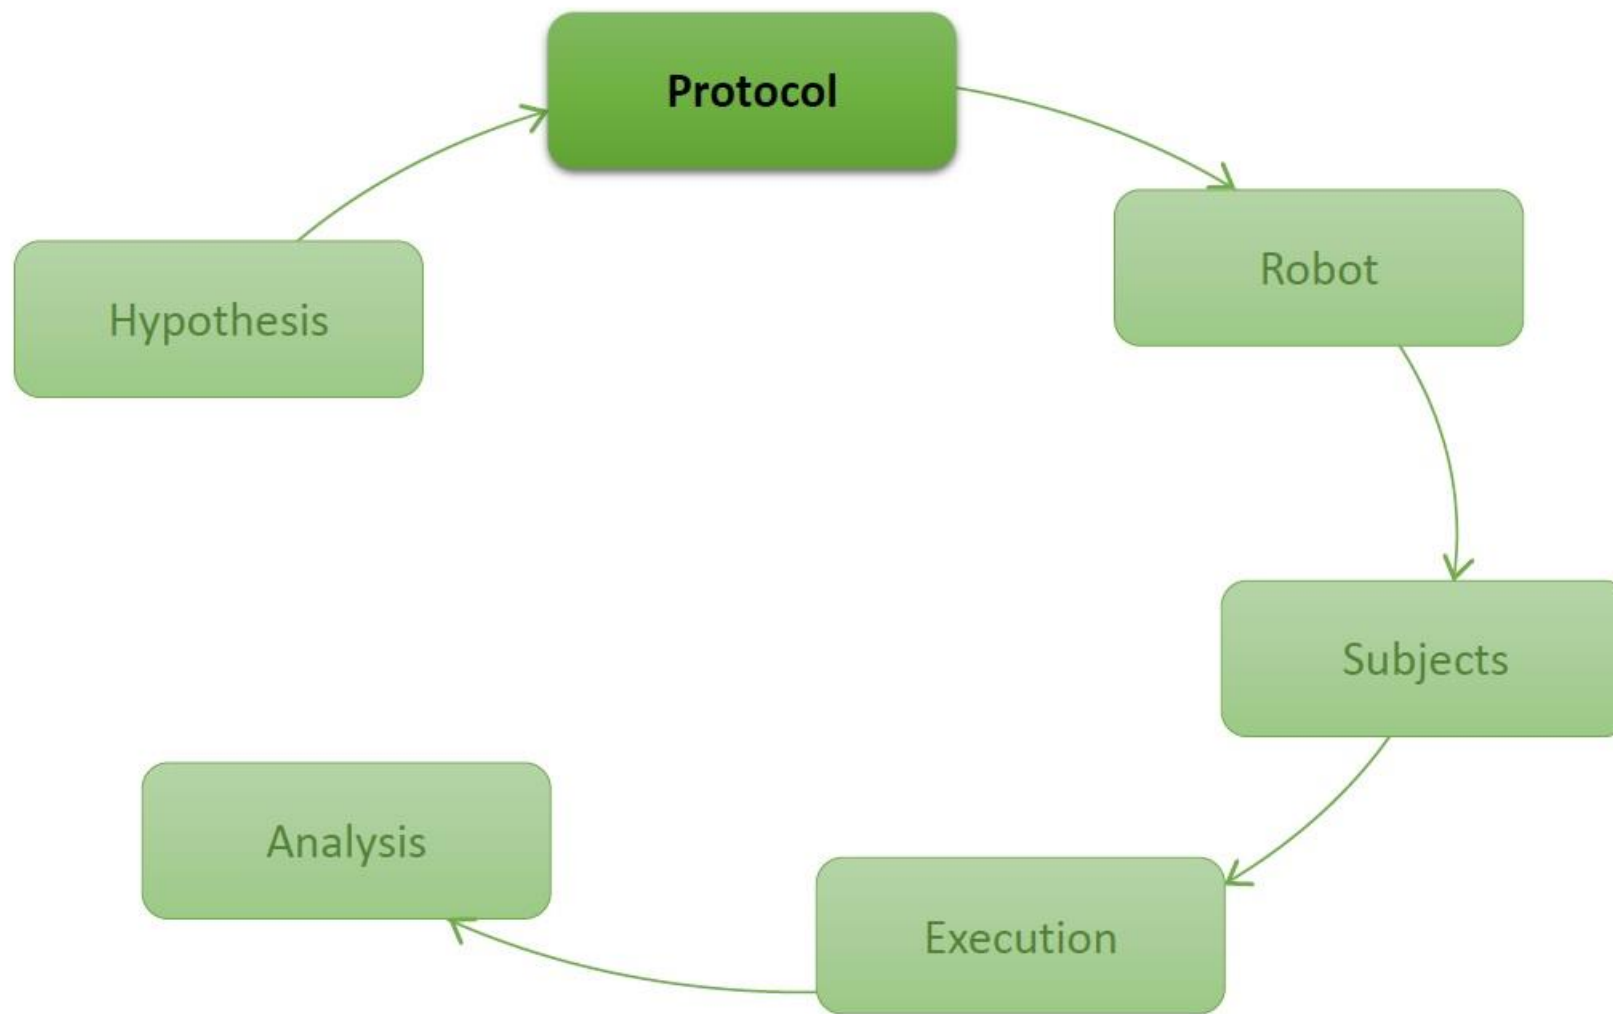 Protocol
Robot
Hypothesis
Subjects
Analysis
Execution